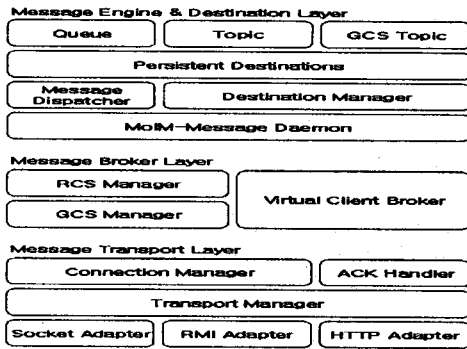 Message Engine & Destination Layer
Queue
Topic
GCS Topic
Persistent Destinations
Message
Dispatcher
Destination Manager
MoIM-Message Daemon
Message Broker Layer
RCS Manager
GCS Manager
Virtual Client Broker
Message Transport Layer
Connection Manager
ACK Handler
Transport Manager
Socket Adapter
RMI Adapter
HTTP Adapter